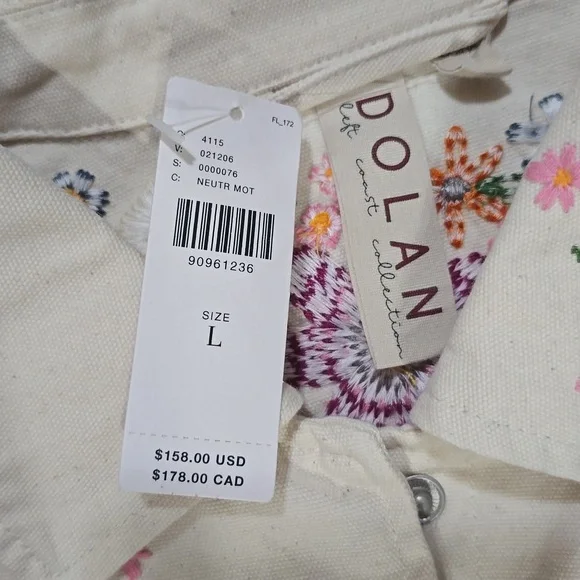 FL_172
4115
V: 021206
S: 0000076
C: NEUTR MOT
90961236
SIZE
L
$158.00 USD
$178.00 CAD
DOLAN
left coast collection